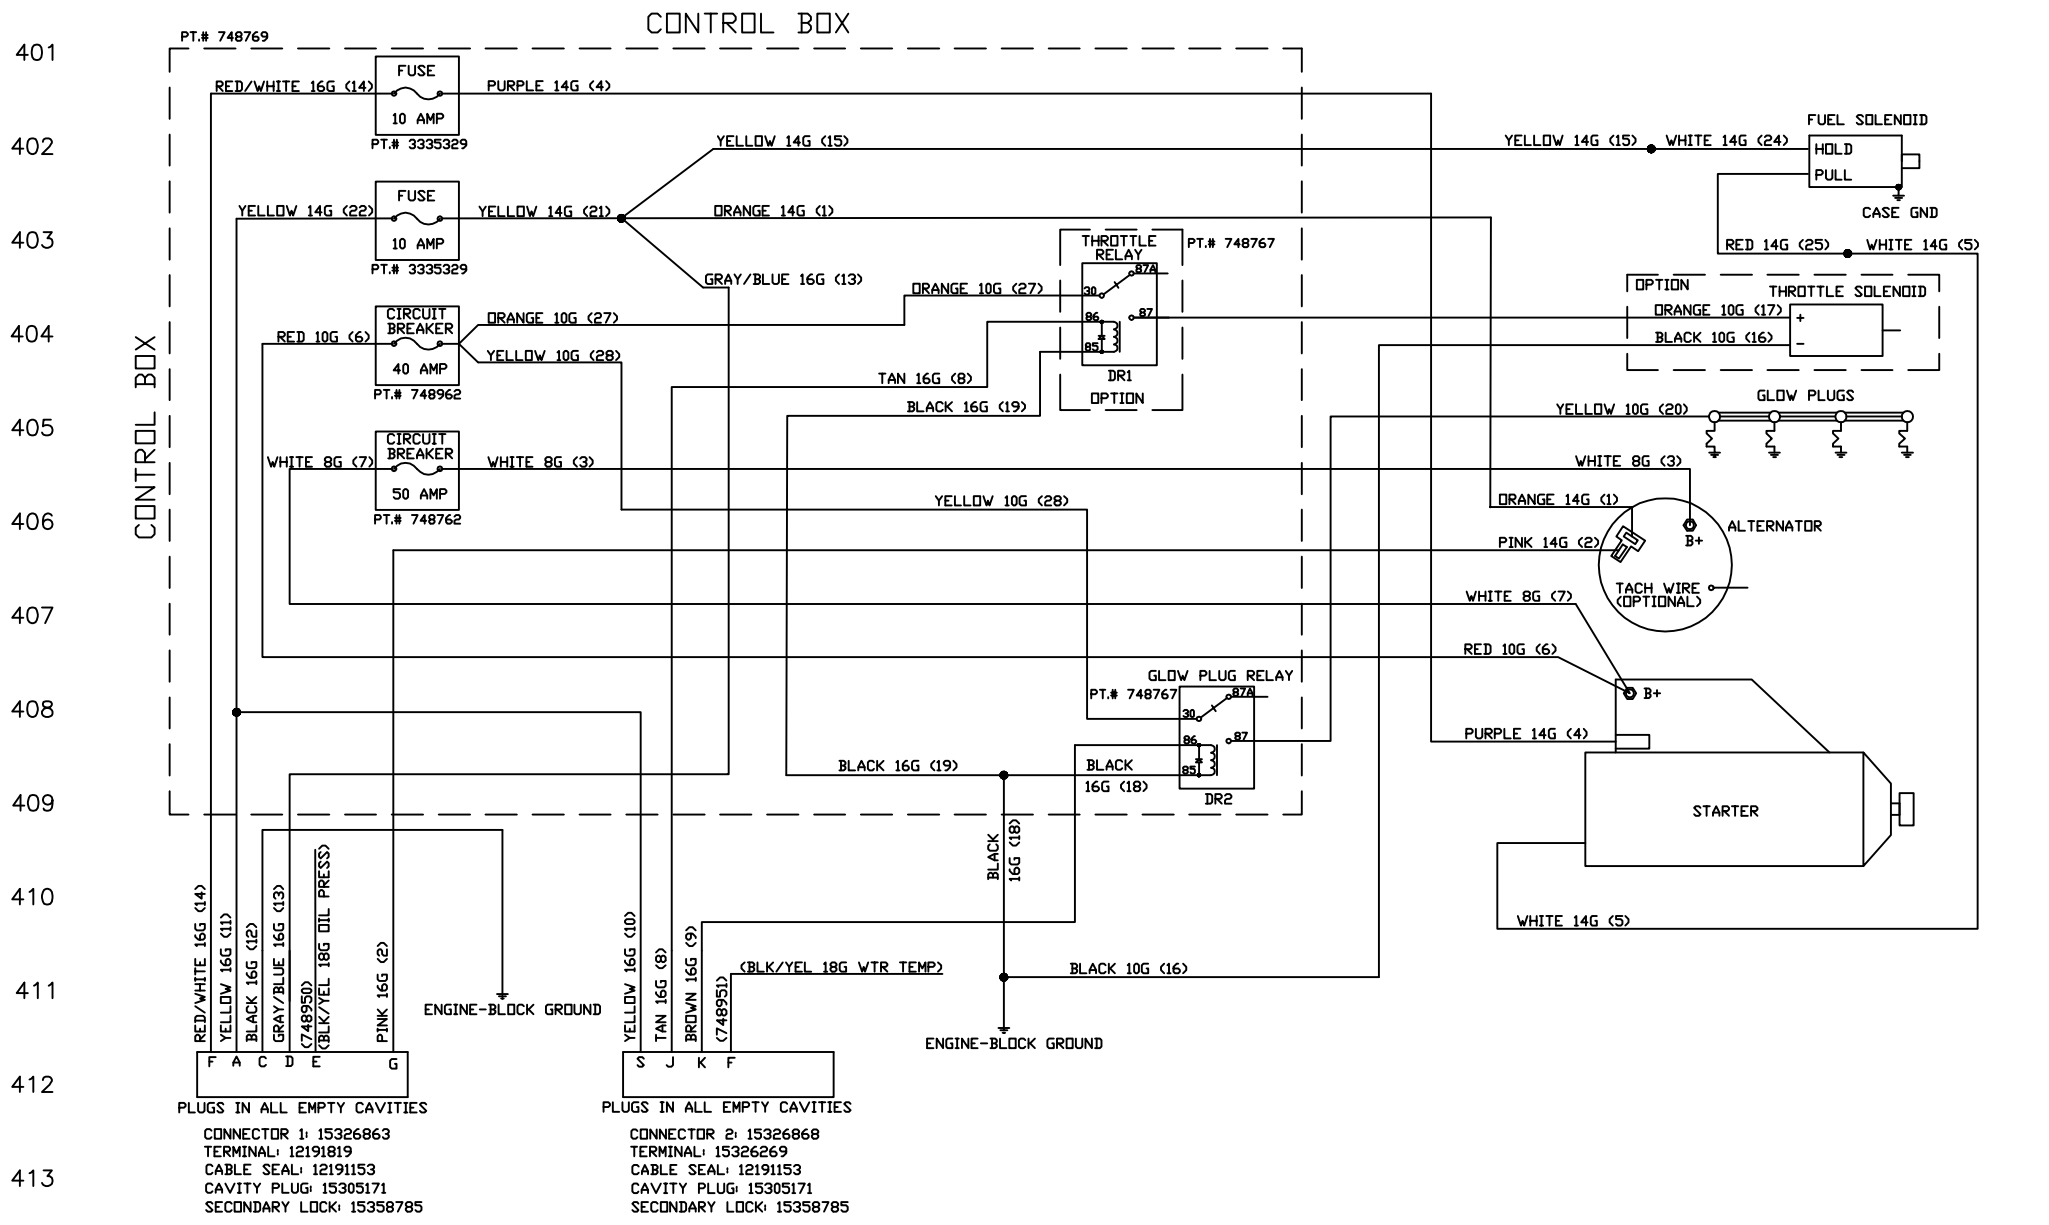 CONTROL BOX
PT.# 748769
401
FUSE
RED/WHITE 16G (14)
PURPLE 14G (4)
10 AMP
PT.# 3335329
402
YELLOW 14G (15)
YELLOW 14G (15)
WHITE 14G (24)
FUEL SOLENOID
HOLD
PULL
CASE GND
FUSE
YELLOW 14G (22)
YELLOW 14G (21)
ORANGE 14G (1)
10 AMP
PT.# 3335329
403
THROTTLE
RELAY
PT.# 748767
RED 14G (25)
WHITE 14G (5)
GRAY/BLUE 16G (13)
87A
30
ORANGE 10G (27)
OPTION
THROTTLE SOLENOID
ORANGE 10G (17)
+
BLACK 10G (16)
-
CIRCUIT
BREAKER
ORANGE 10G (27)
86
87
404
RED 10G (6)
YELLOW 10G (28)
85
40 AMP
PT.# 748962
TAN 16G (8)
DR1
OPTION
BLACK 16G (19)
GLOW PLUGS
YELLOW 10G (20)
405
CONTROL BOX
CIRCUIT
BREAKER
WHITE 8G (7)
WHITE 8G (3)
WHITE 8G (3)
50 AMP
PT.# 748762
YELLOW 10G (28)
ORANGE 14G (1)
406
ALTERNATOR
B+
PINK 14G (2)
TACH WIRE
(OPTIONAL)
WHITE 8G (7)
407
RED 10G (6)
GLOW PLUG RELAY
PT.# 748767
87A
B+
408
30
86
87
PURPLE 14G (4)
85
BLACK 16G (19)
BLACK
16G (18)
DR2
409
STARTER
BLACK
16G (18)
410
WHITE 14G (5)
RED/WHITE 16G (14)
YELLOW 16G (11)
BLACK 16G (12)
GRAY/BLUE 16G (13)
(748950)
(BLK/YEL 18G OIL PRESS)
PINK 16G (2)
ENGINE-BLOCK GROUND
YELLOW 16G (10)
TAN 16G (8)
BROWN 16G (9)
(748951)
(BLK/YEL 18G WTR TEMP)
BLACK 10G (16)
411
ENGINE-BLOCK GROUND
F A C D E G
S J K F
412
PLUGS IN ALL EMPTY CAVITIES
PLUGS IN ALL EMPTY CAVITIES
CONNECTOR 1: 15326863
TERMINAL: 12191819
CABLE SEAL: 12191153
CAVITY PLUG: 15305171
SECONDARY LOCK: 15358785
CONNECTOR 2: 15326868
TERMINAL: 15326269
CABLE SEAL: 12191153
CAVITY PLUG: 15305171
SECONDARY LOCK: 15358785
413